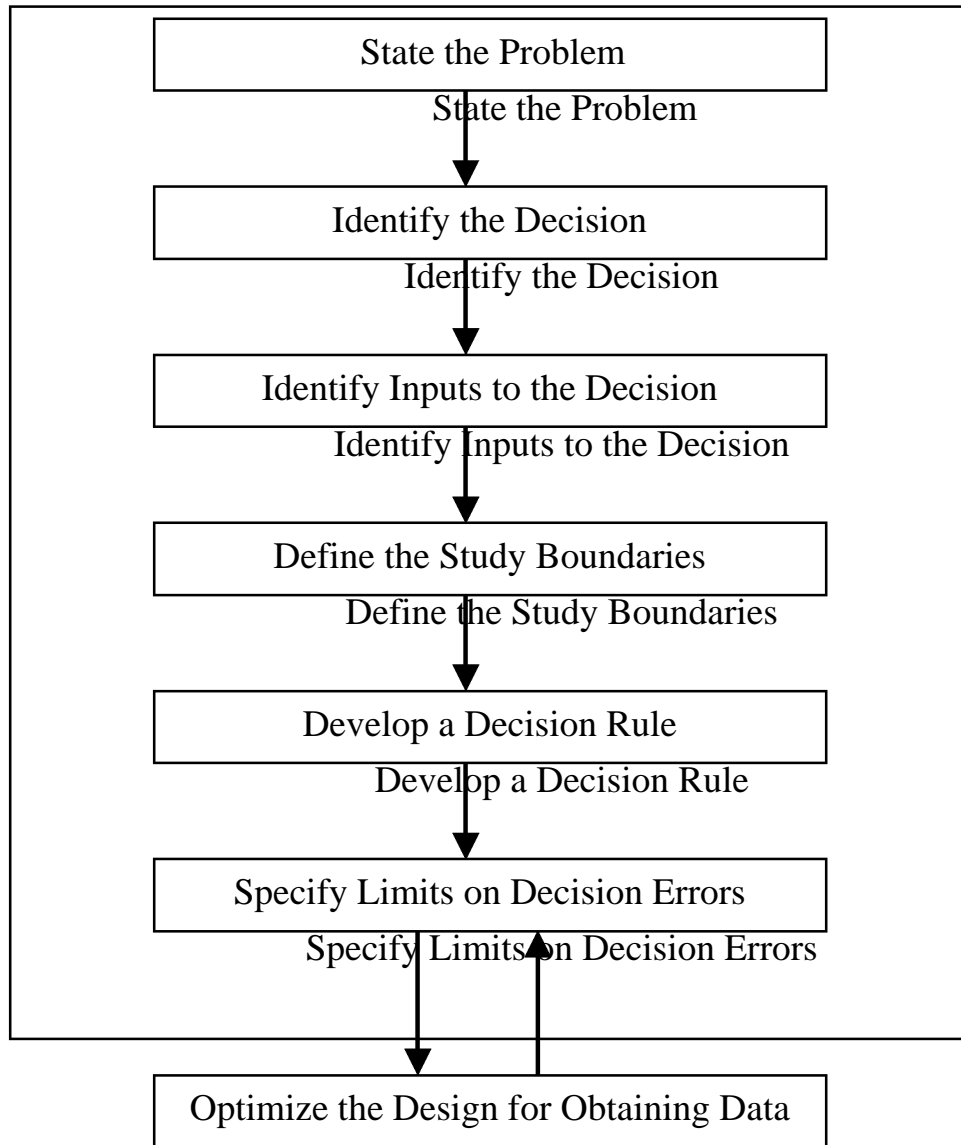 State the Problem
State the Problem
Identify the Decision
Identify the Decision
Identify Inputs to the Decision
Identify Inputs to the Decision
Define the Study Boundaries
Define the Study Boundaries
Develop a Decision Rule
Develop a Decision Rule
Specify Limits on Decision Errors
Specify Limits on Decision Errors
Optimize the Design for Obtaining Data